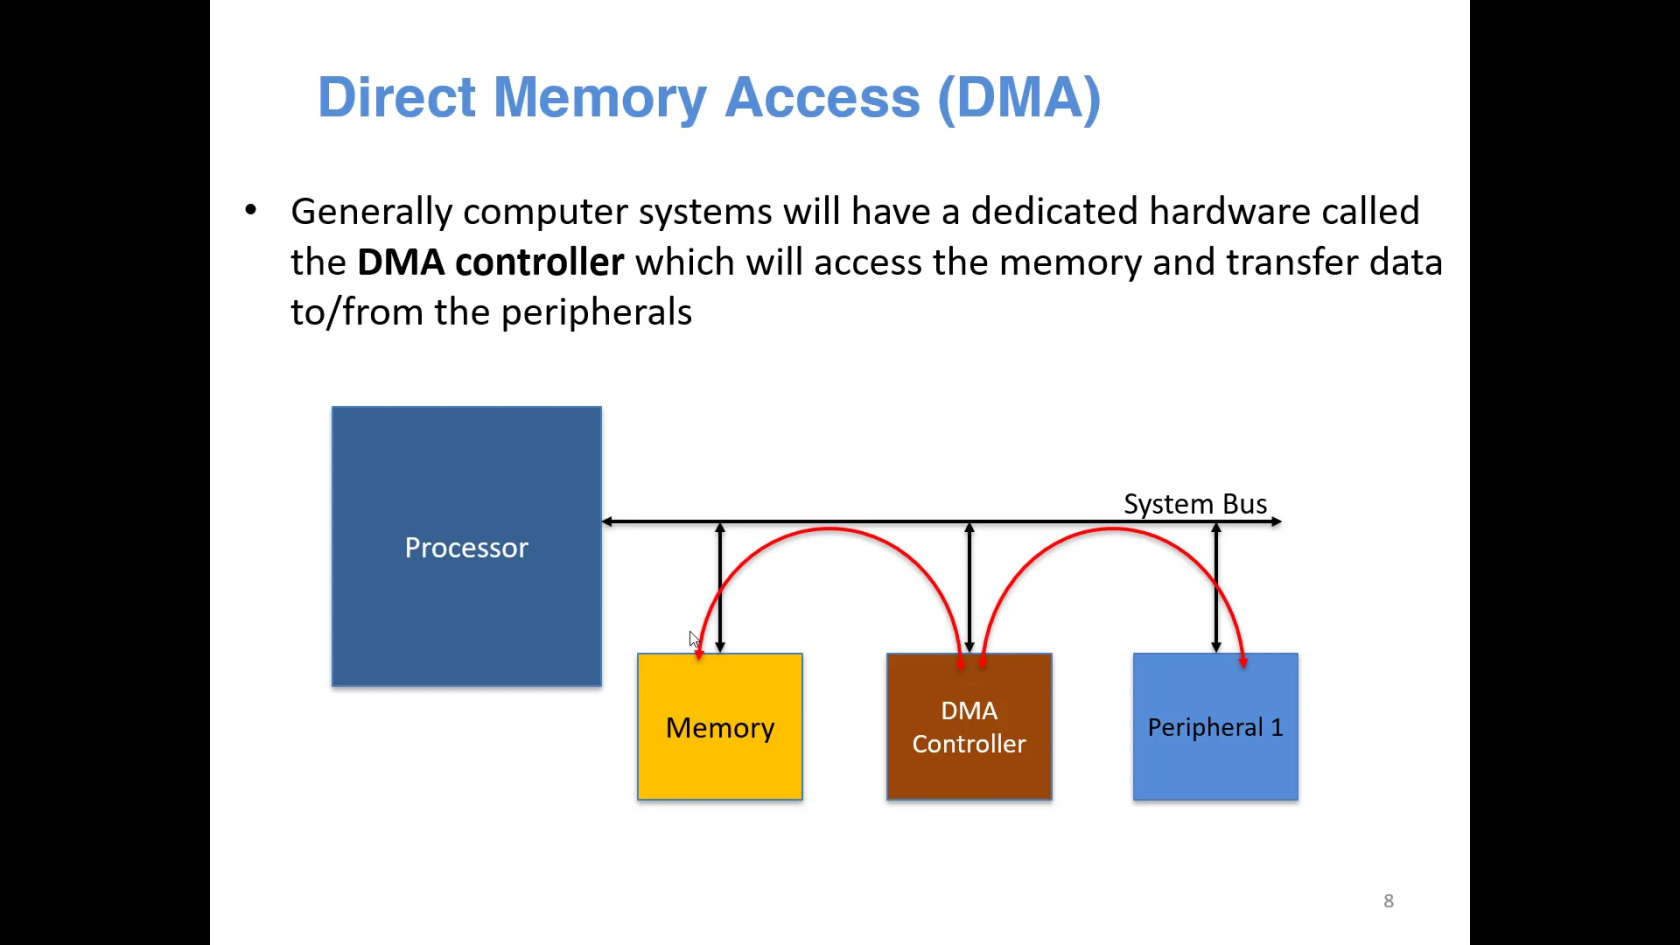 Direct Memory Access (DMA)
• Generally computer systems will have a dedicated hardware called
the DMA controller which will access the memory and transfer data
to/from the peripherals
System Bus
Processor
Memory
DMA
Controller
Peripheral 1
8